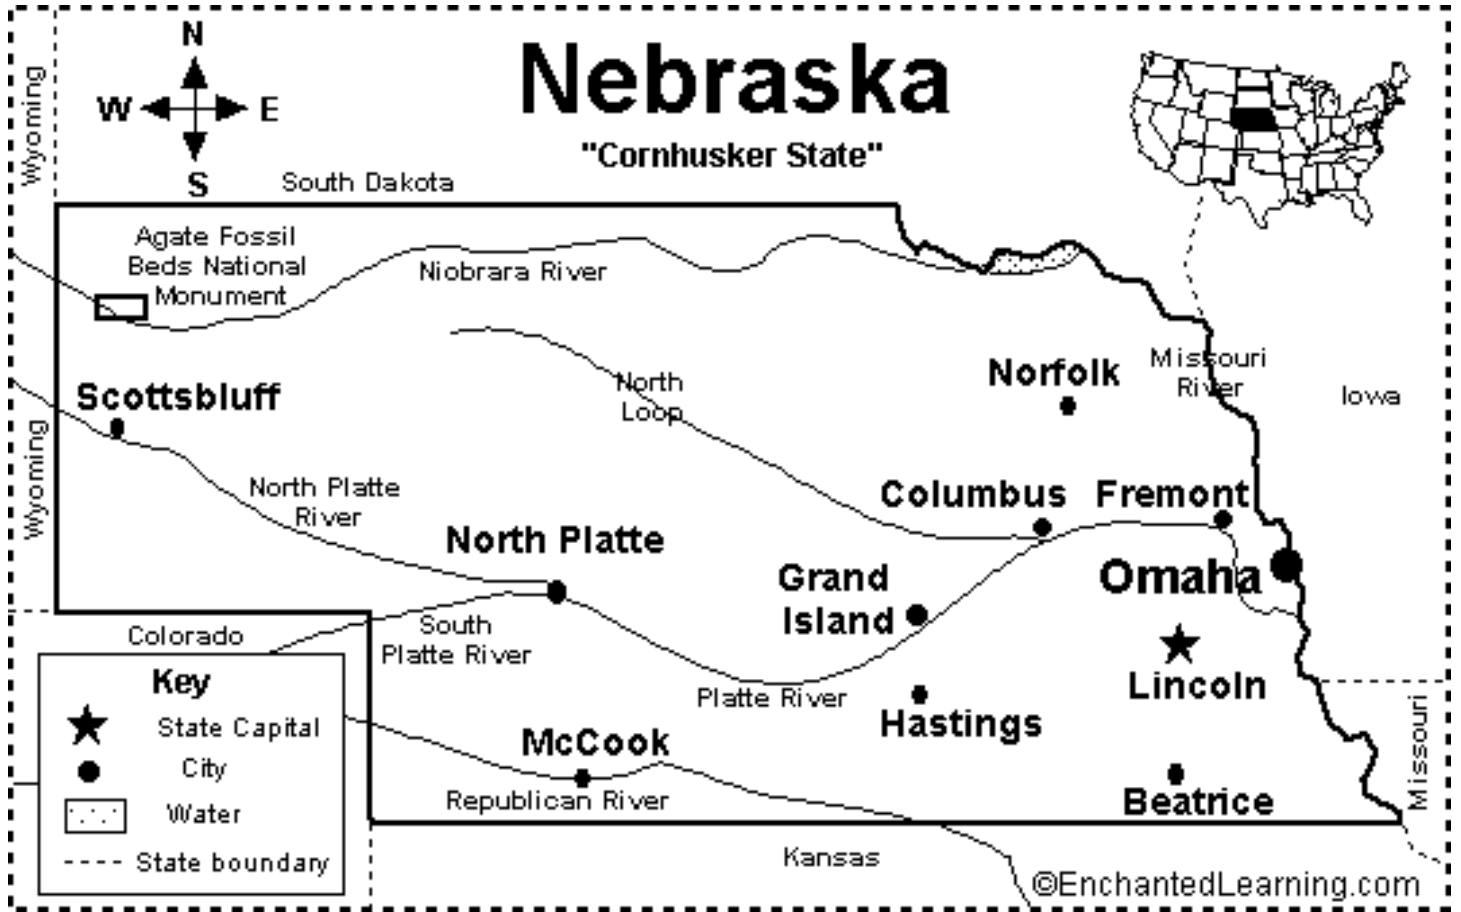 Nebraska
"Cornhusker State"
N
W E
S
Wyoming
South Dakota
Agate Fossil
Beds National
Monument
Niobrara River
Missouri
River
Iowa
North
Loop
Norfolk
Scottsbluff
Wyoming
North Platte
River
Columbus
Fremont
North Platte
Grand
Island
Omaha
South
Platte River
Colorado
Platte River
Lincoln
Hastings
McCook
Republican River
Beatrice
Missouri
Kansas
Key
State Capital
City
Water
State boundary
©EnchantedLearning.com